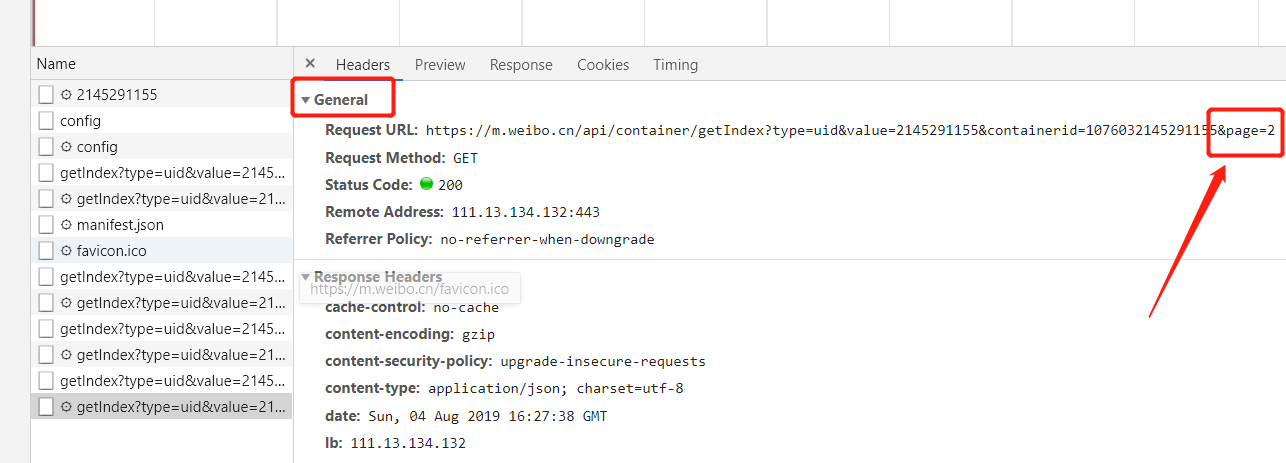 Name
2145291155
config
config
getIndex?type=uid&value=2145...
getIndex?type=uid&value=21...
manifest.json
favicon.ico
getIndex?type=uid&value=2145...
getIndex?type=uid&value=21...
getIndex?type=uid&value=2145...
getIndex?type=uid&value=21...
getIndex?type=uid&value=2145...
getIndex?type=uid&value=21...
× Headers Preview Response Cookies Timing
▼ General
Request URL: https://m.weibo.cn/api/container/getIndex?type=uid&value=2145291155&containerid=1076032145291155&page=2
Request Method: GET
Status Code: 200
Remote Address: 111.13.134.132:443
Referrer Policy: no-referrer-when-downgrade
▼ Response Headers
https://m.weibo.cn/favicon.ico
cache-control: no-cache
content-encoding: gzip
content-security-policy: upgrade-insecure-requests
content-type: application/json; charset=utf-8
date: Sun, 04 Aug 2019 16:27:38 GMT
lb: 111.13.134.132